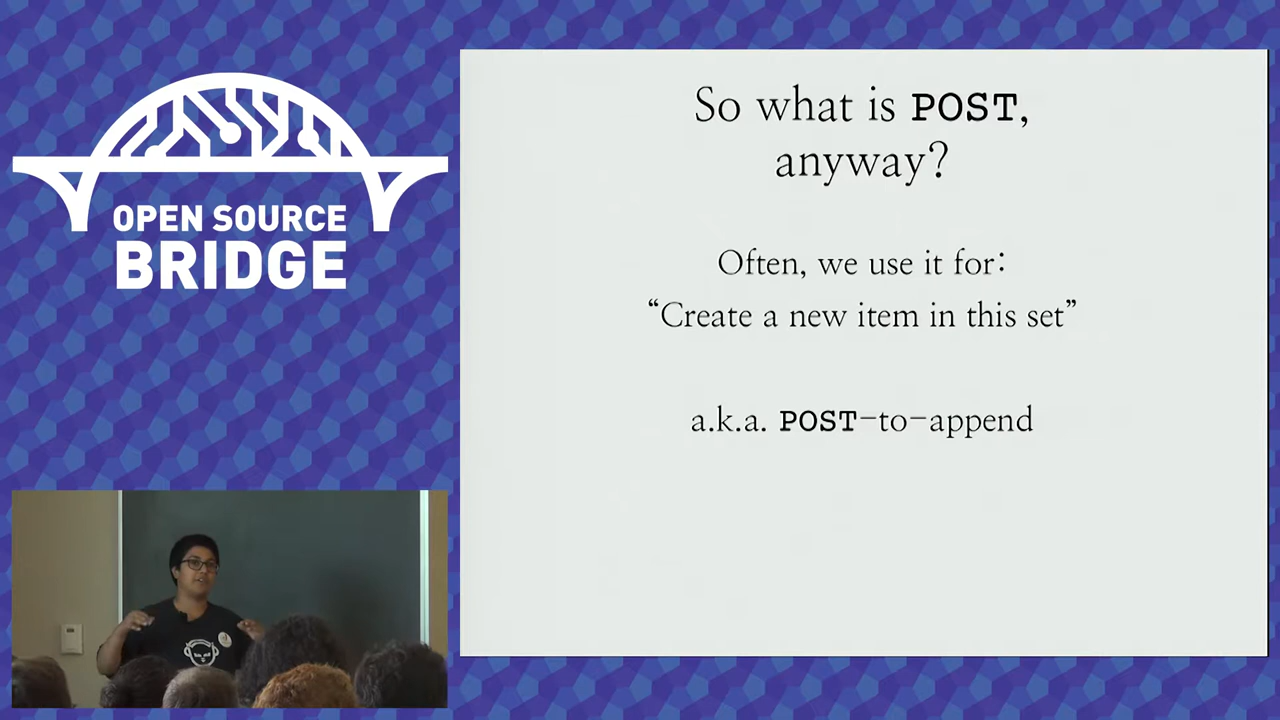 OPEN SOURCE
BRIDGE
So what is POST,
anyway?
Often, we use it for:
“Create a new item in this set”
a.k.a. POST-to-append